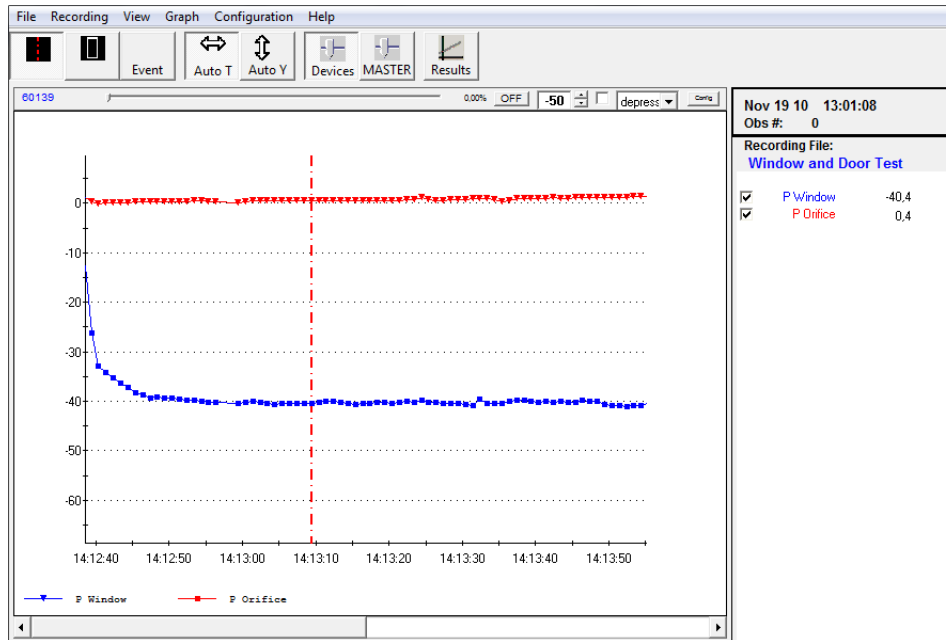 File Recording View Graph Configuration Help
Event Auto T Auto Y Devices MASTER Results
60139 0,00% OFF -50 depress Config
Nov 19 10 13:01:08
Obs #: 0
Recording File:
Window and Door Test
P Window -40,4
P Orifice 0,4
0
-10
-20
-30
-40
-50
-60
14:12:40 14:12:50 14:13:00 14:13:10 14:13:20 14:13:30 14:13:40 14:13:50
P Window P Orifice